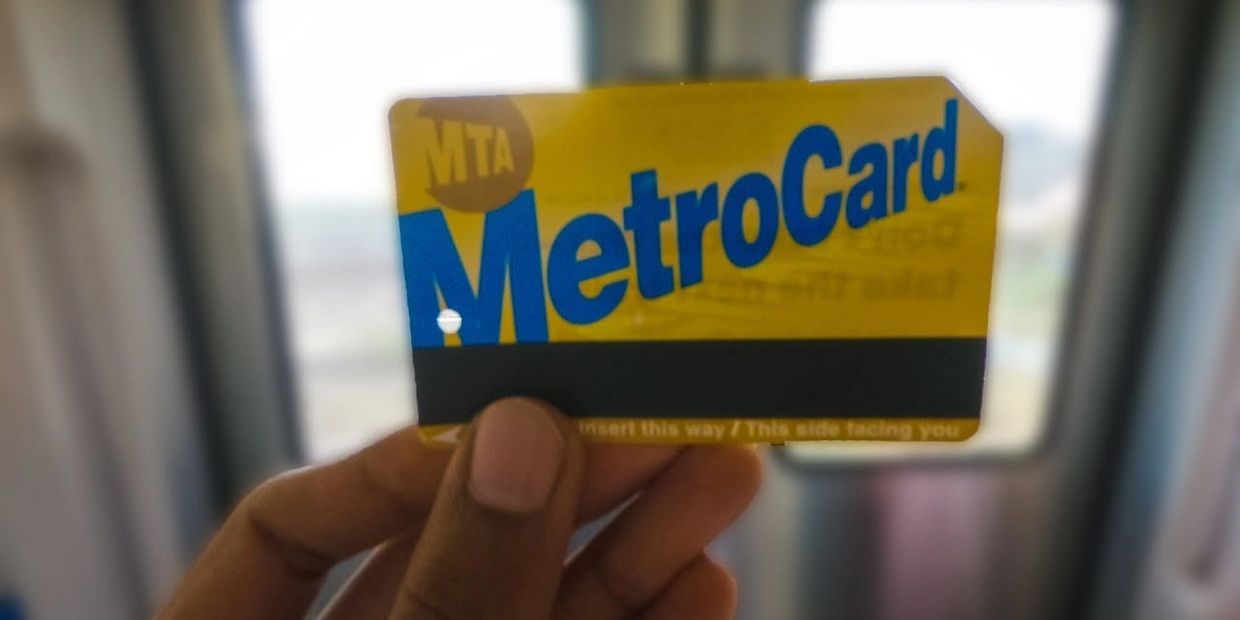 MTA
MetroCard
Insert this way / This side facing you